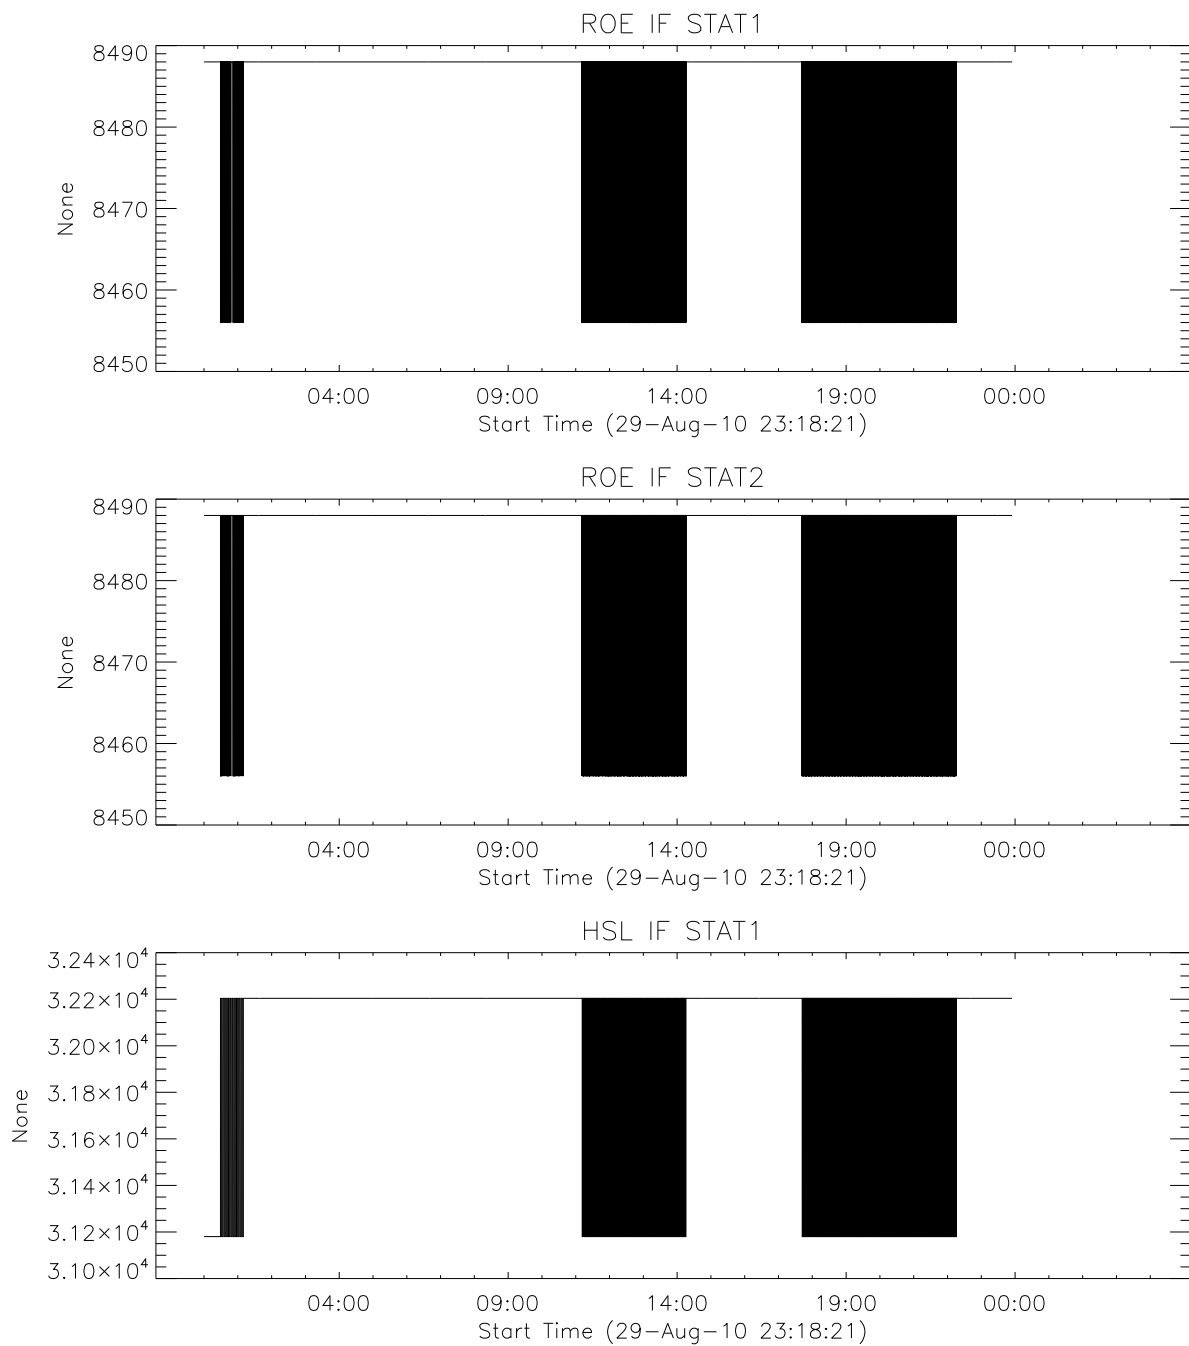 ROE IF STAT1
8490
8480
8470
8460
8450
None
04:00 09:00 14:00 19:00 00:00
Start Time (29-Aug-10 23:18:21)
ROE IF STAT2
8490
8480
8470
8460
8450
None
04:00 09:00 14:00 19:00 00:00
Start Time (29-Aug-10 23:18:21)
HSL IF STAT1
3.24×10⁴
3.22×10⁴
3.20×10⁴
3.18×10⁴
3.16×10⁴
3.14×10⁴
3.12×10⁴
3.10×10⁴
None
04:00 09:00 14:00 19:00 00:00
Start Time (29-Aug-10 23:18:21)